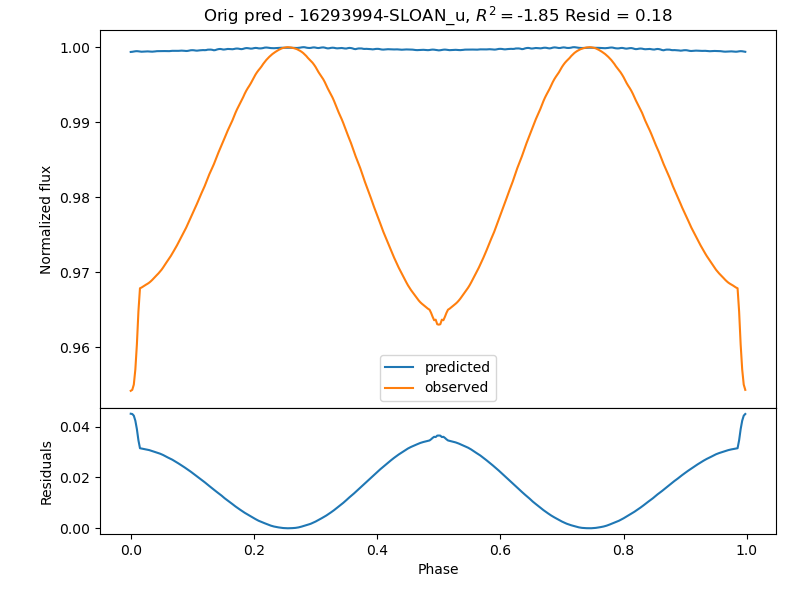 Orig pred - 16293994-SLOAN_u, R² = -1.85 Resid = 0.18
Normalized flux
1.00
0.99
0.98
0.97
0.96
predicted
observed
Residuals
0.04
0.02
0.00
0.0 0.2 0.4 0.6 0.8 1.0
Phase